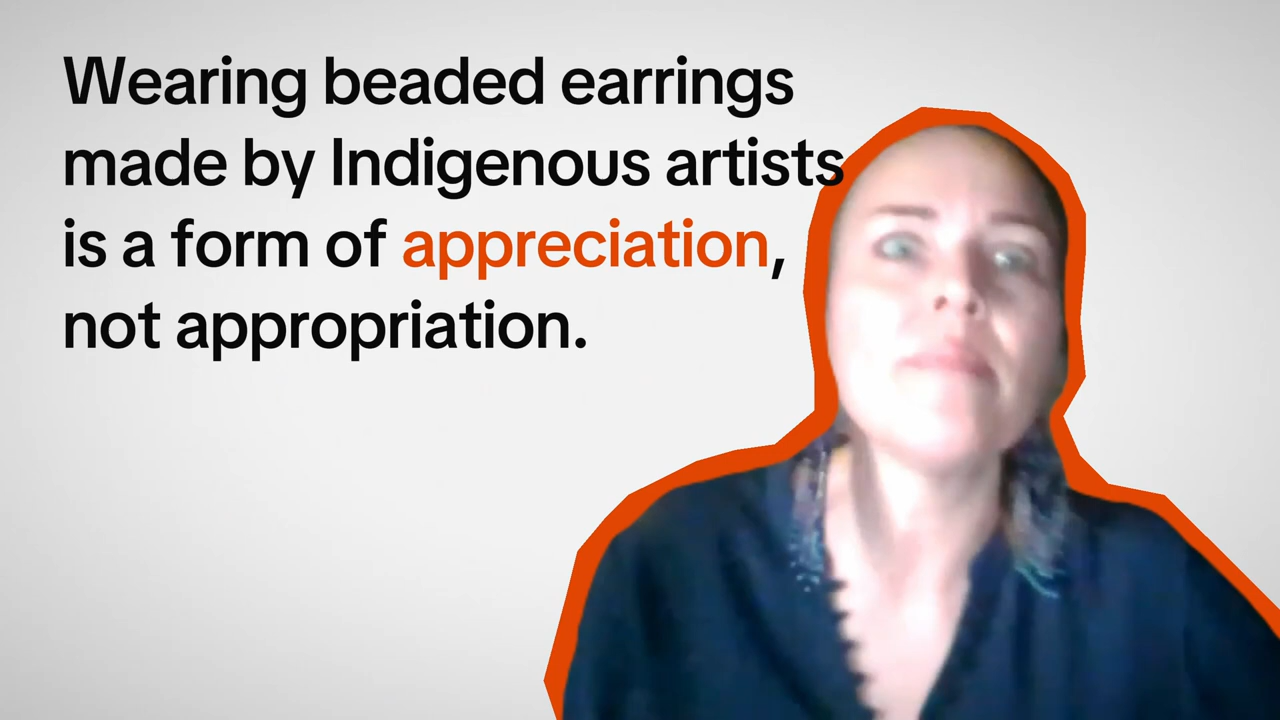 Wearing beaded earrings
made by Indigenous artists
is a form of appreciation,
not appropriation.